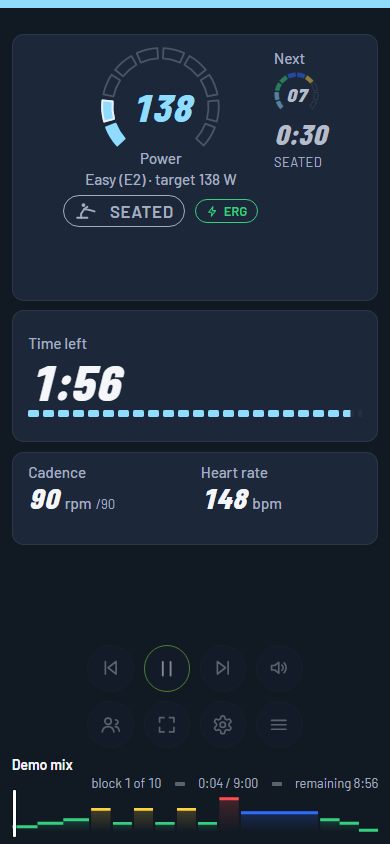 138
Power
Easy (E2) · target 138 W
SEATED
ERG
Next
07
0:30
SEATED
Time left
1:56
Cadence
90 rpm /90
Heart rate
148 bpm
Demo mix
block 1 of 10 — 0:04 / 9:00 — remaining 8:56